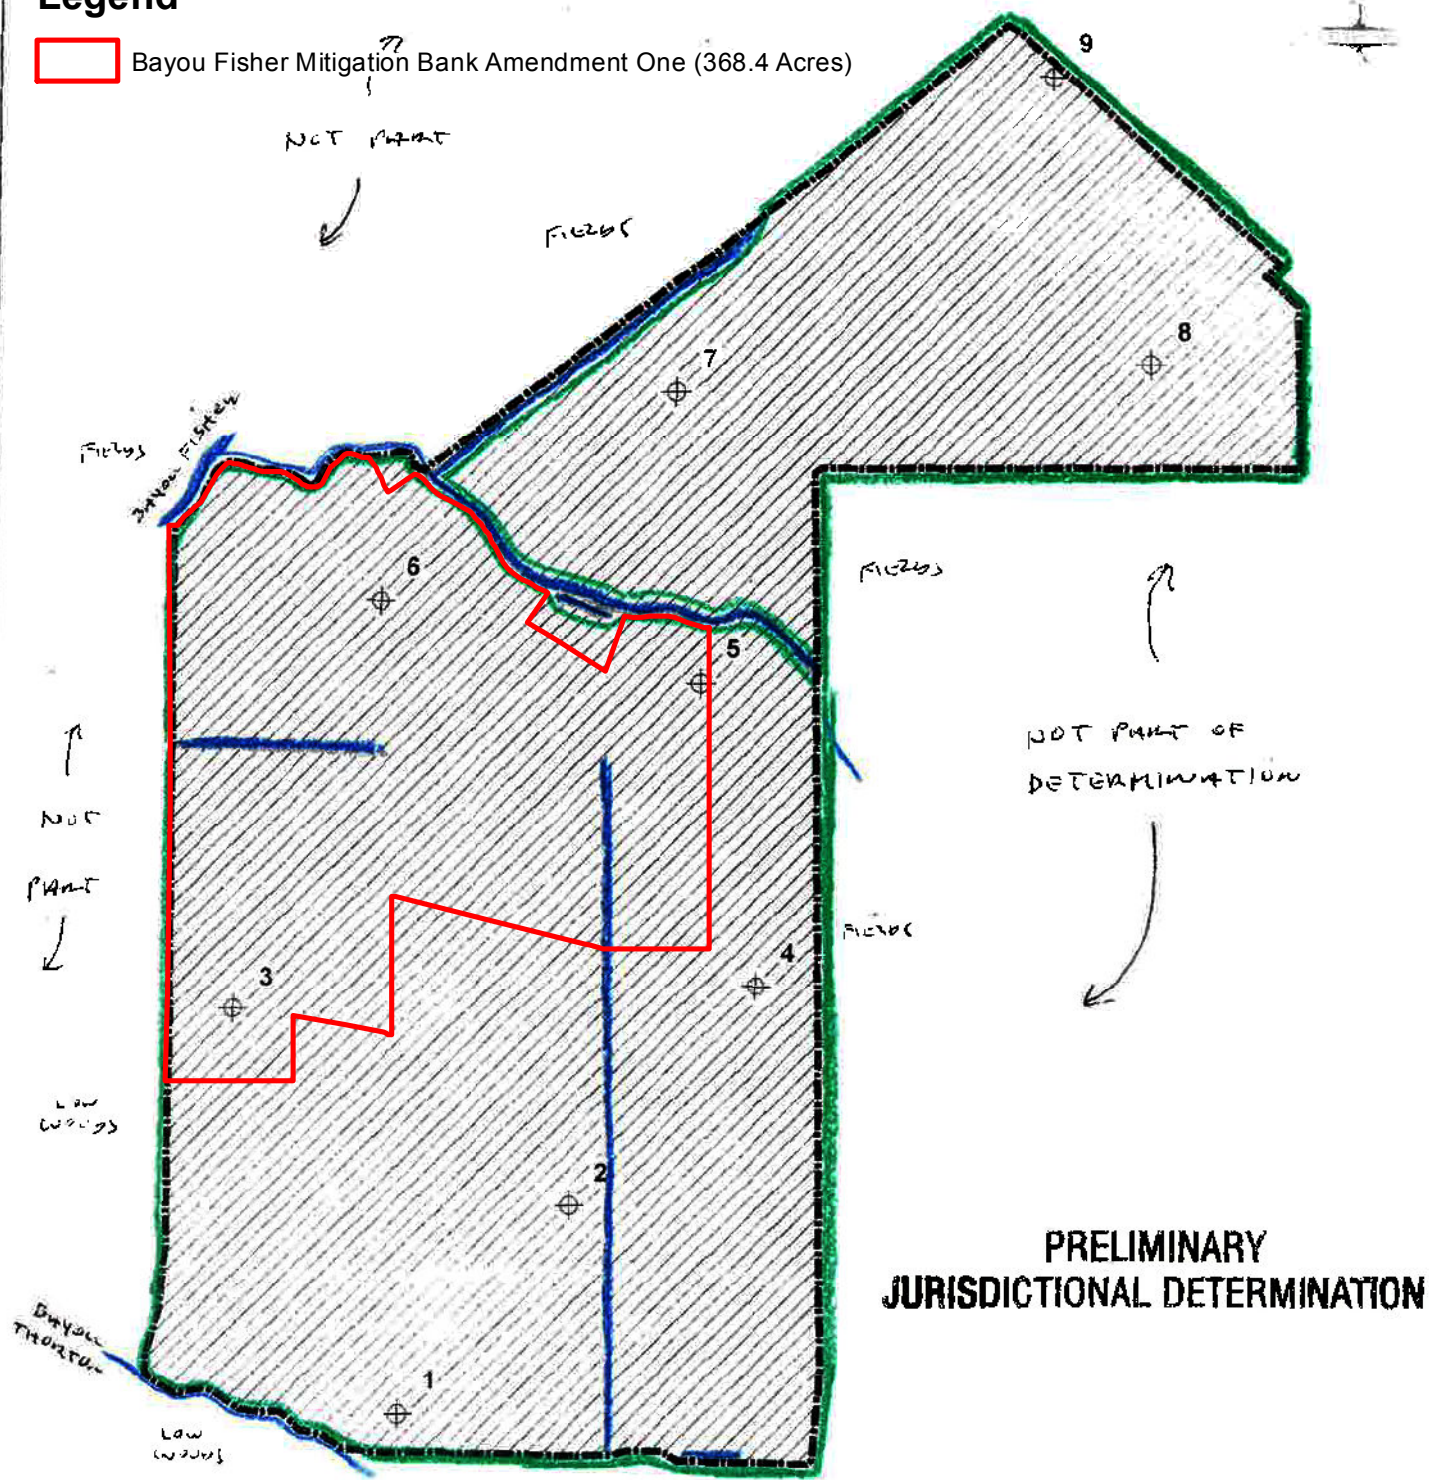 Legend
Bayou Fisher Mitigation Bank Amendment One (368.4 Acres)
NOT PART
FIELDS
9
8
7
FIELDS
BAYOU FISHER
6
FIELDS
5
NOT PART OF
DETERMINATION
NOT
PART
FIELDS
4
3
LOW
WOODS
2
PRELIMINARY
JURISDICTIONAL DETERMINATION
BAYOU
1
LOW
WOODS